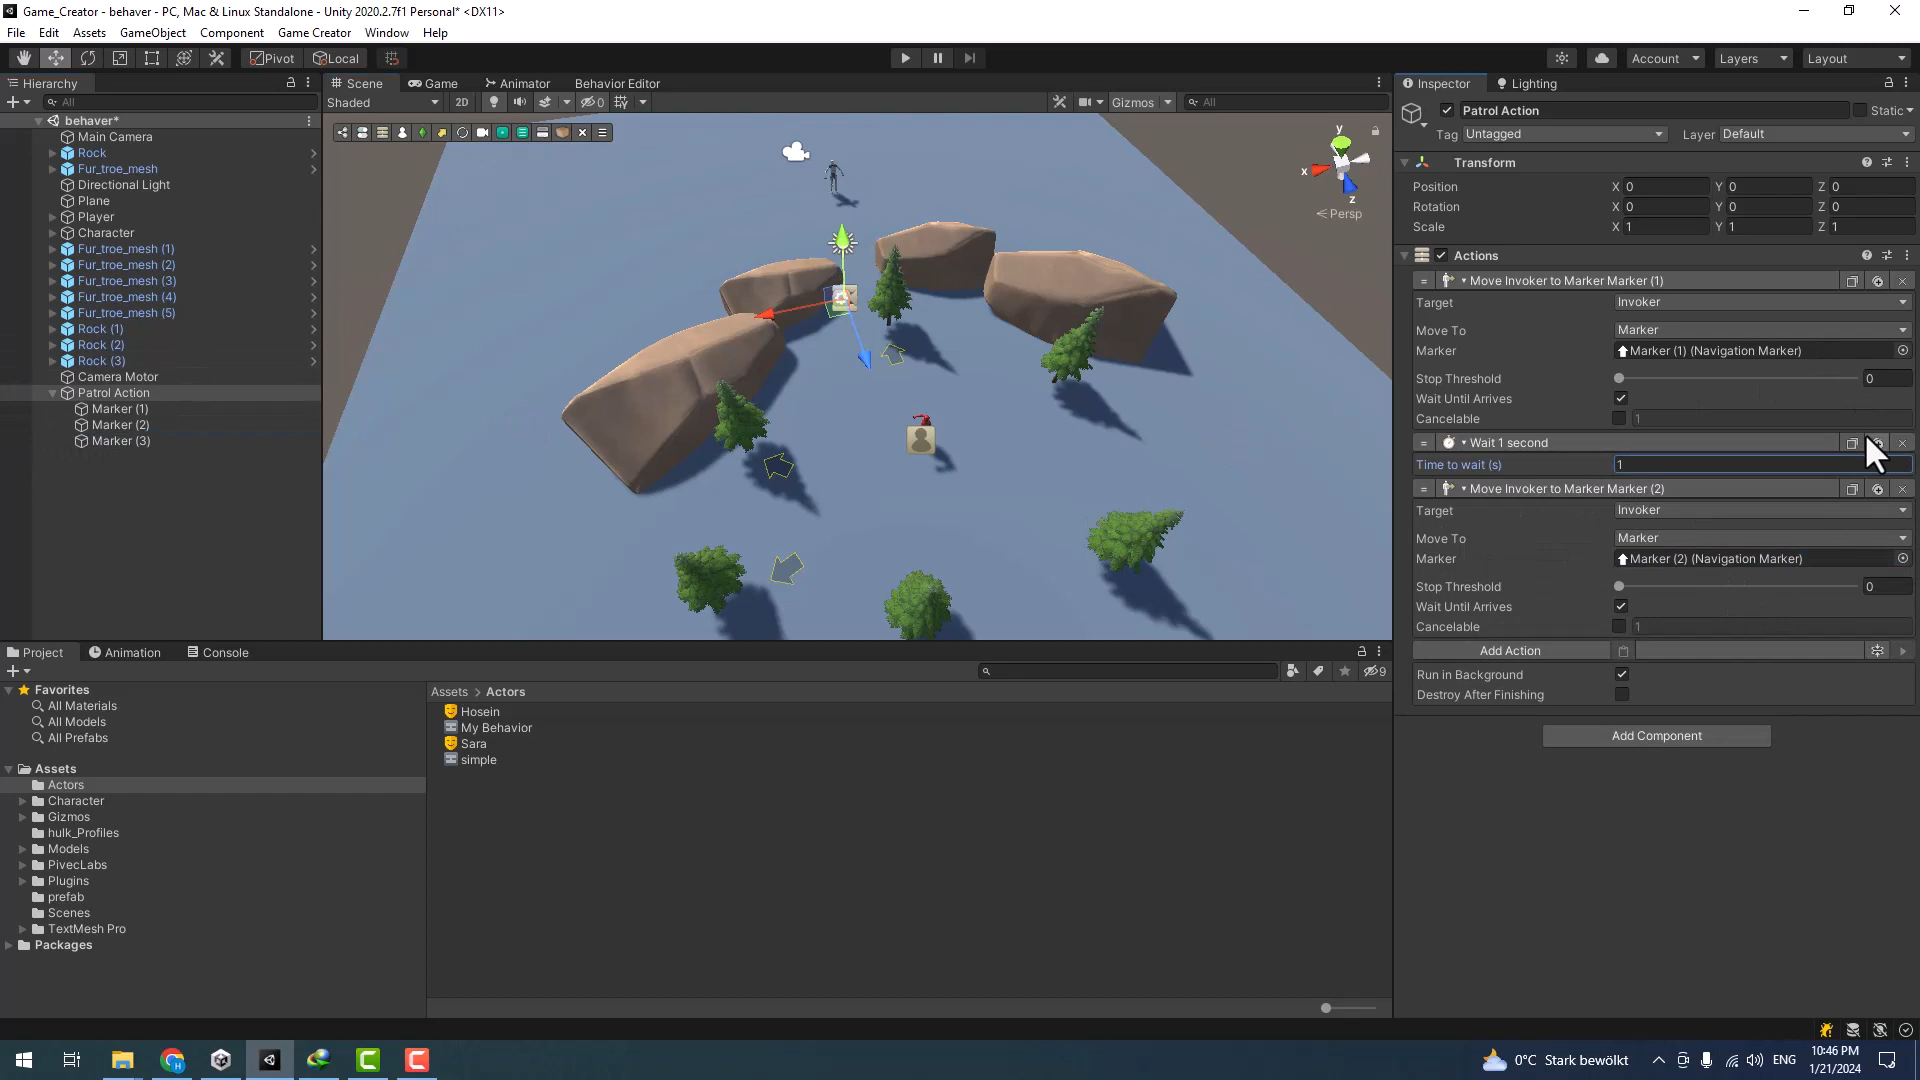 Game_Creator - behaver - PC, Mac & Linux Standalone - Unity 2020.2.7f1 Personal* <DX11>
File Edit Assets GameObject Component Game Creator Window Help
Pivot Local Account Layers Layout
Hierarchy
All
behaver*
Main Camera
Rock
Fur_troe_mesh
Directional Light
Plane
Player
Character
Fur_troe_mesh (1)
Fur_troe_mesh (2)
Fur_troe_mesh (3)
Fur_troe_mesh (4)
Fur_troe_mesh (5)
Rock (1)
Rock (2)
Rock (3)
Camera Motor
Patrol Action
Marker (1)
Marker (2)
Marker (3)
Scene Game Animator Behavior Editor
Shaded 2D 0 Gizmos All
y
x
z
Persp
Inspector Lighting
Patrol Action Static
Tag Untagged Layer Default
Transform
Position X 0 Y 0 Z 0
Rotation X 0 Y 0 Z 0
Scale X 1 Y 1 Z 1
Actions
Move Invoker to Marker Marker (1)
Target Invoker
Move To Marker
Marker Marker (1) (Navigation Marker)
Stop Threshold 0
Wait Until Arrives
Cancelable 1
Wait 1 second
Time to wait (s) 1
Move Invoker to Marker Marker (2)
Target Invoker
Move To Marker
Marker Marker (2) (Navigation Marker)
Stop Threshold 0
Wait Until Arrives
Cancelable 1
Add Action
Run in Background
Destroy After Finishing
Add Component
Project Animation Console
9
Favorites
All Materials
All Models
All Prefabs
Assets
Actors
Character
Gizmos
hulk_Profiles
Models
PivecLabs
Plugins
prefab
Scenes
TextMesh Pro
Packages
Assets > Actors
Hosein
My Behavior
Sara
simple
0°C Stark bewölkt ENG
10:46 PM
1/21/2024